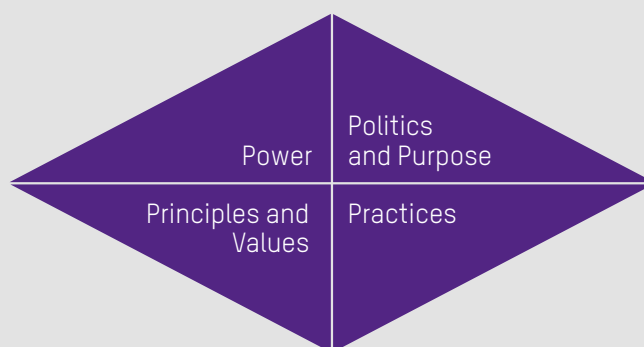 Power
Politics
and Purpose
Principles and
Values
Practices